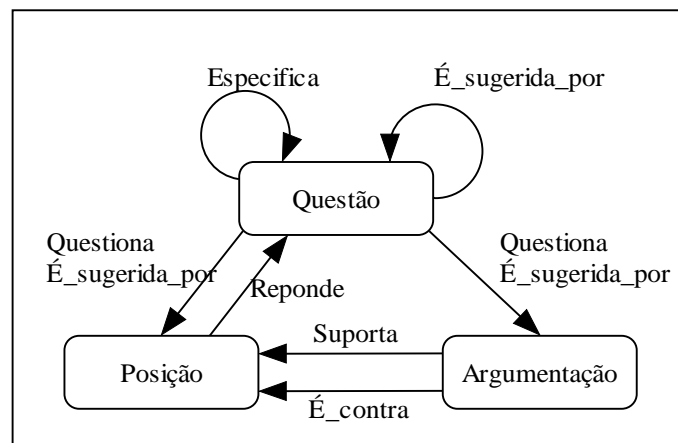 Especifica
É_sugerida_por
Questão
Questiona
É_sugerida_por
Questiona
É_sugerida_por
Reponde
Suporta
Posição
Argumentação
É_contra